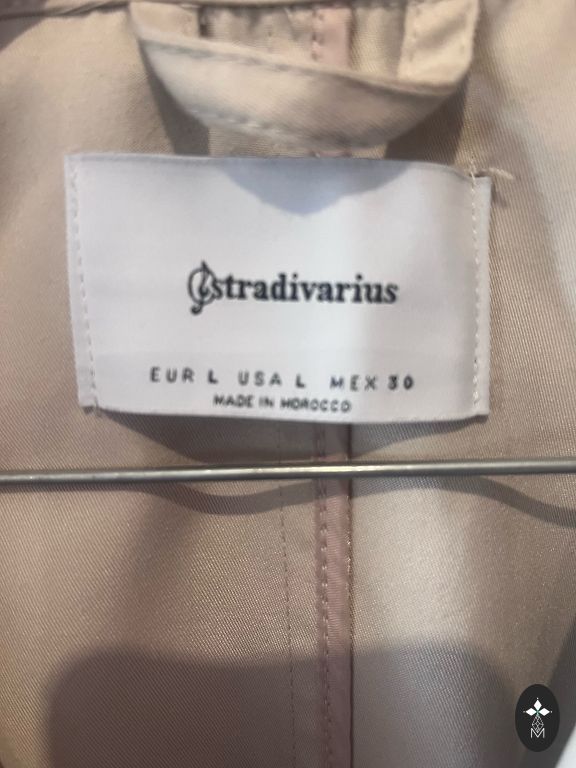 stradivarius
EUR L USA L MEX 30
MADE IN MOROCCO
M